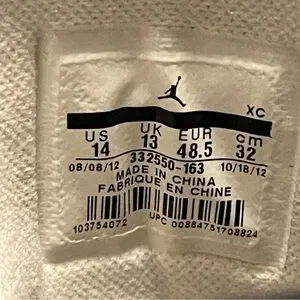 XC
US UK EUR cm
14 13 48.5 32
08/08/12 332550-163 10/18/12
MADE IN CHINA
FABRIQUE EN CHINE
103754072 UPC 00884751708824